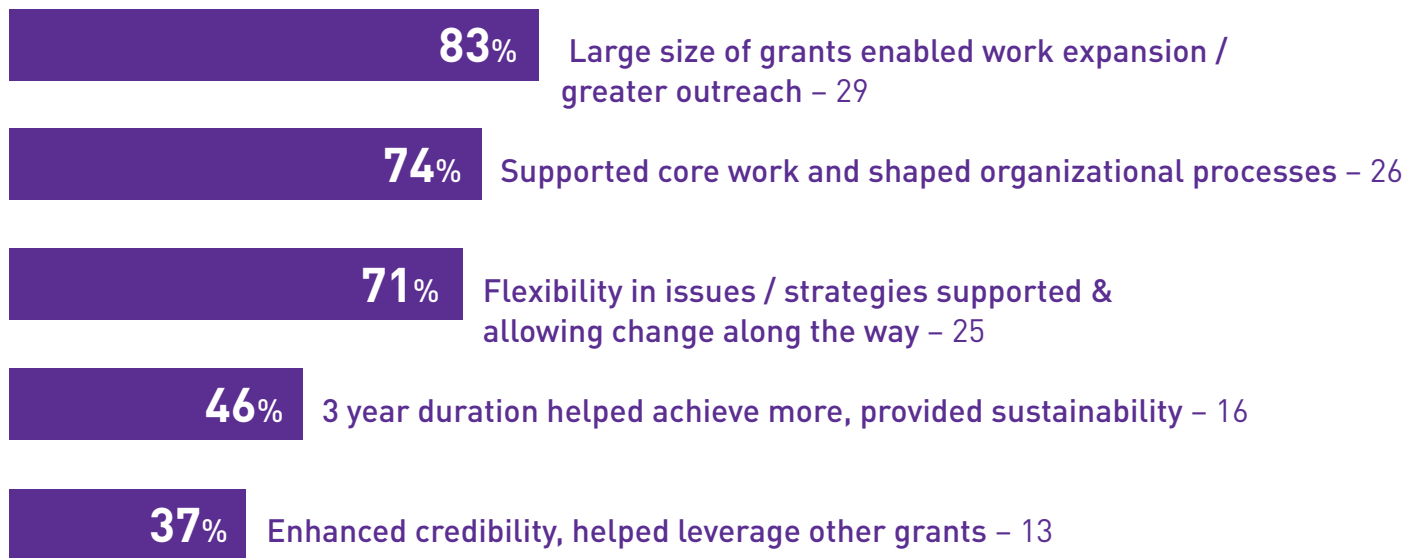 83% Large size of grants enabled work expansion /
greater outreach – 29
74% Supported core work and shaped organizational processes – 26
71% Flexibility in issues / strategies supported &
allowing change along the way – 25
46% 3 year duration helped achieve more, provided sustainability – 16
37% Enhanced credibility, helped leverage other grants – 13